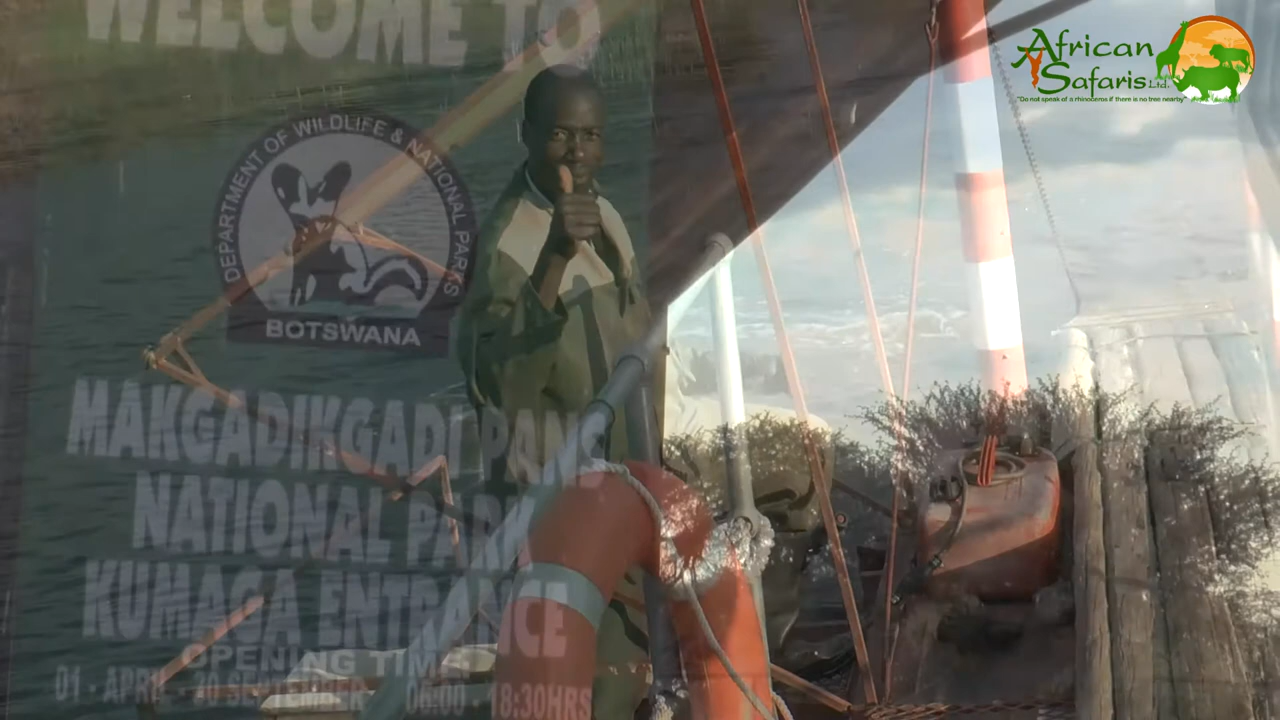 WELCOME TO
DEPARTMENT OF WILDLIFE & NATIONAL PARKS
BOTSWANA
MAKGADIKGADI PANS
NATIONAL PARK
KUMAGA ENTRANCE
OPENING TIME
01 - APRIL - 30 SEPTEMBER 06:00 - 18:30HRS
African
Safaris Ltd.
"Do not speak of a rhinoceros if there is no tree nearby"